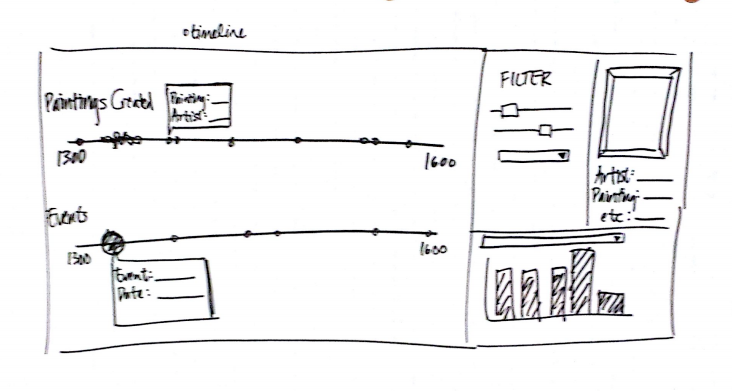 timeline
Paintings Created
Painting:
Artist:
1300
1600
Events
1300
1600
Event:
Date:
FILTER
Artist:
Painting:
etc: